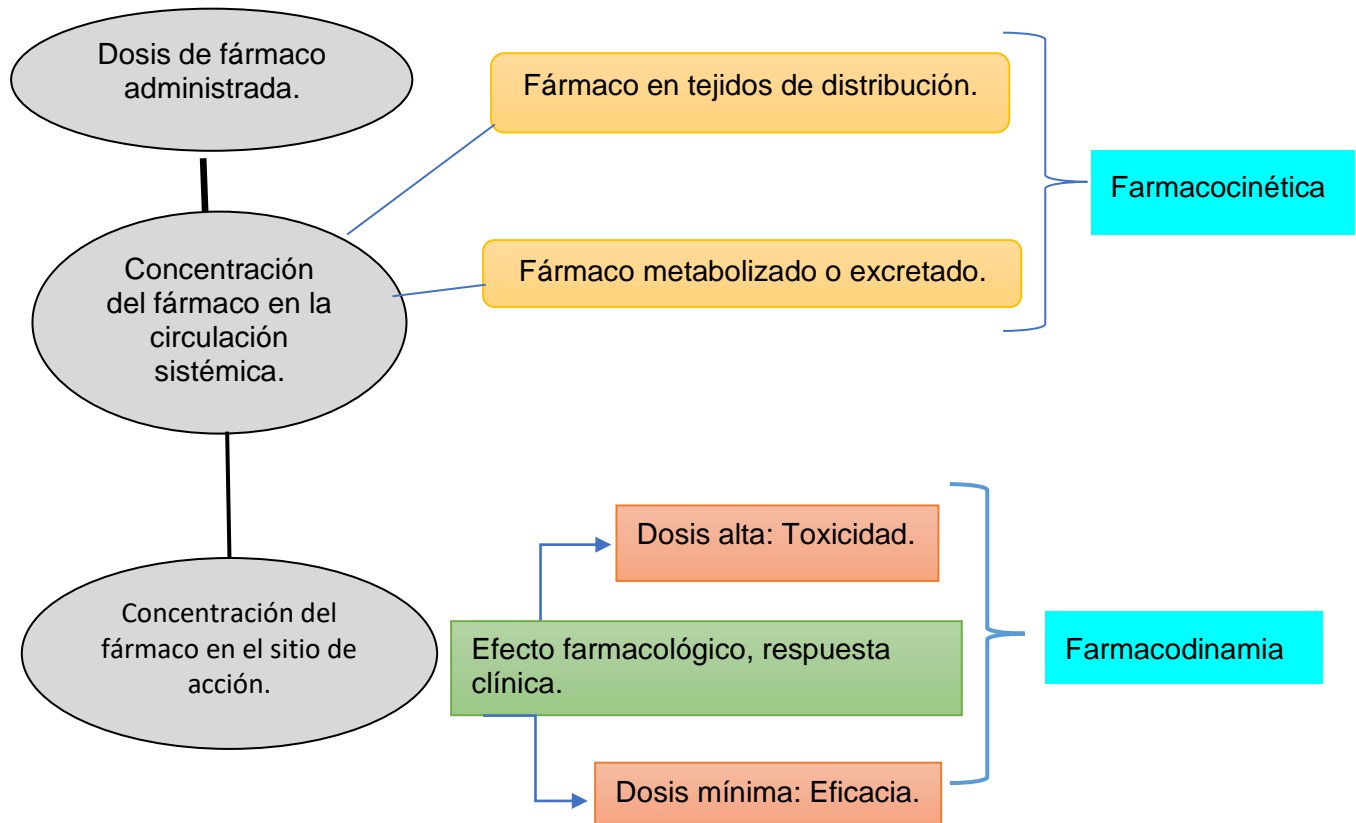 Dosis de fármaco
administrada.
Fármaco en tejidos de distribución.
Farmacocinética
Concentración
del fármaco en la
circulación
sistémica.
Fármaco metabolizado o excretado.
Dosis alta: Toxicidad.
Concentración del
fármaco en el sitio de
acción.
Efecto farmacológico, respuesta
clínica.
Farmacodinamia
Dosis mínima: Eficacia.